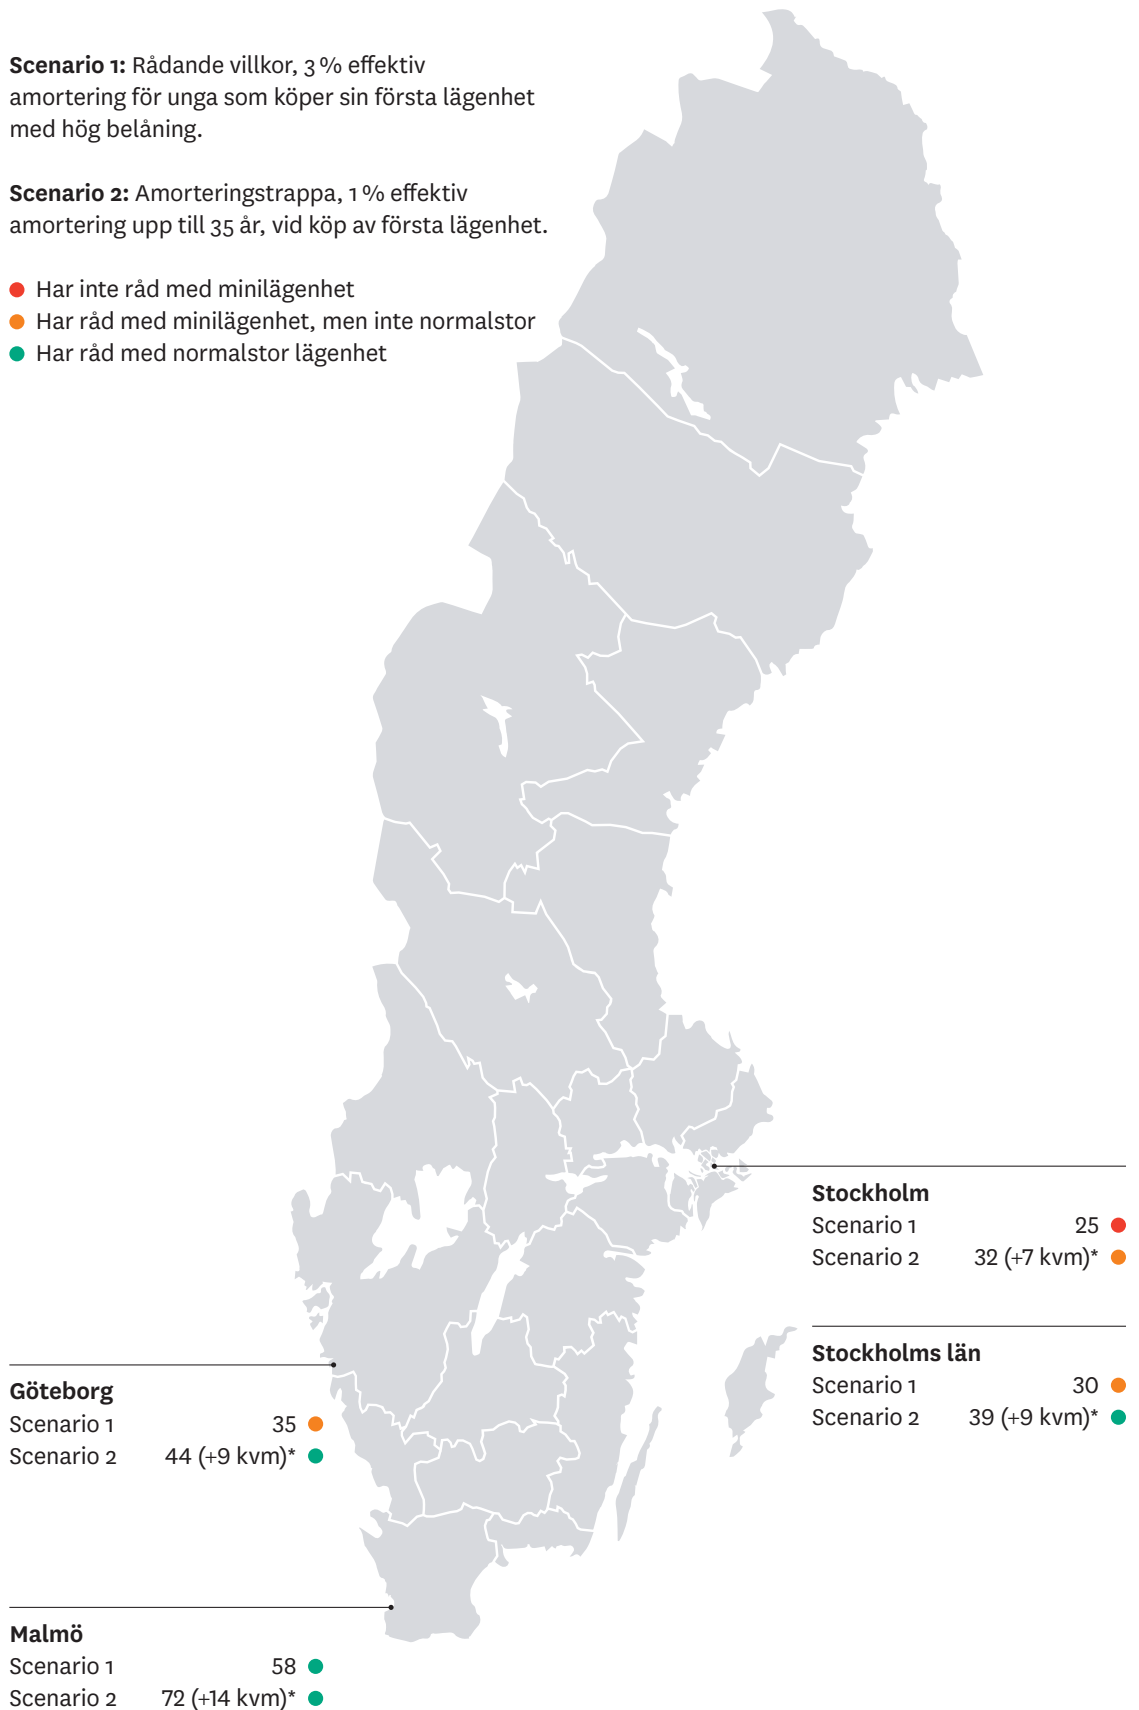 Scenario 1: Rådande villkor, 3 % effektiv
amortering för unga som köper sin första lägenhet
med hög belåning.
Scenario 2: Amorteringstrappa, 1 % effektiv
amortering upp till 35 år, vid köp av första lägenhet.
Har inte råd med minilägenhet
Har råd med minilägenhet, men inte normalstor
Har råd med normalstor lägenhet
Stockholm
Scenario 1 25
Scenario 2 32 (+7 kvm)*
Stockholms län
Scenario 1 30
Scenario 2 39 (+9 kvm)*
Göteborg
Scenario 1 35
Scenario 2 44 (+9 kvm)*
Malmö
Scenario 1 58
Scenario 2 72 (+14 kvm)*